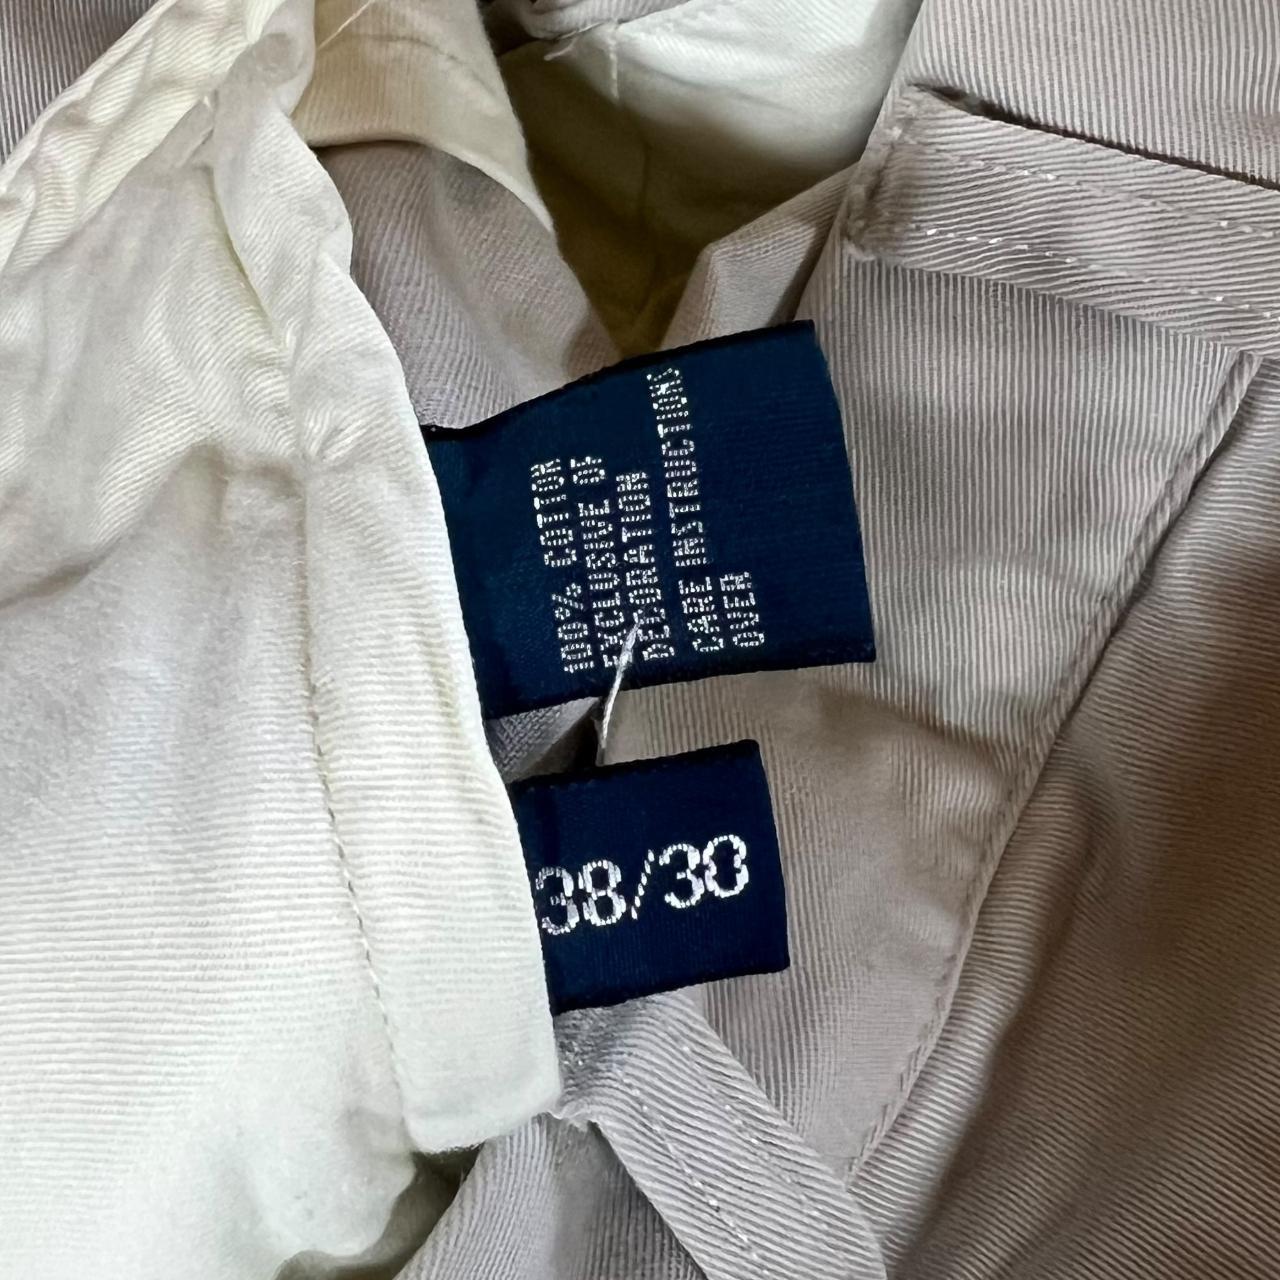 100% COTTON
EXCLUSIVE OF
DECORATION
CARE INSTRUCTIONS
OVER
38/30